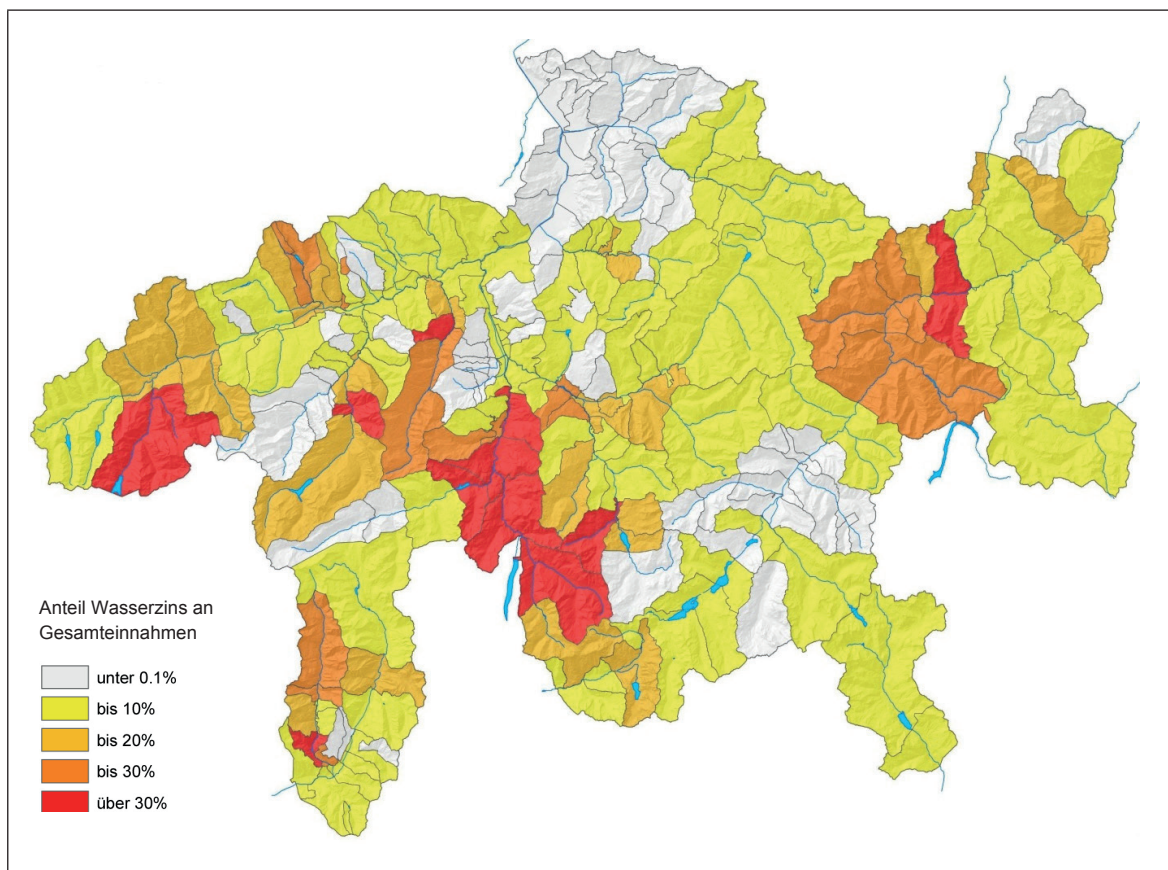 Anteil Wasserzins an
Gesamteinnahmen
unter 0.1%
bis 10%
bis 20%
bis 30%
über 30%